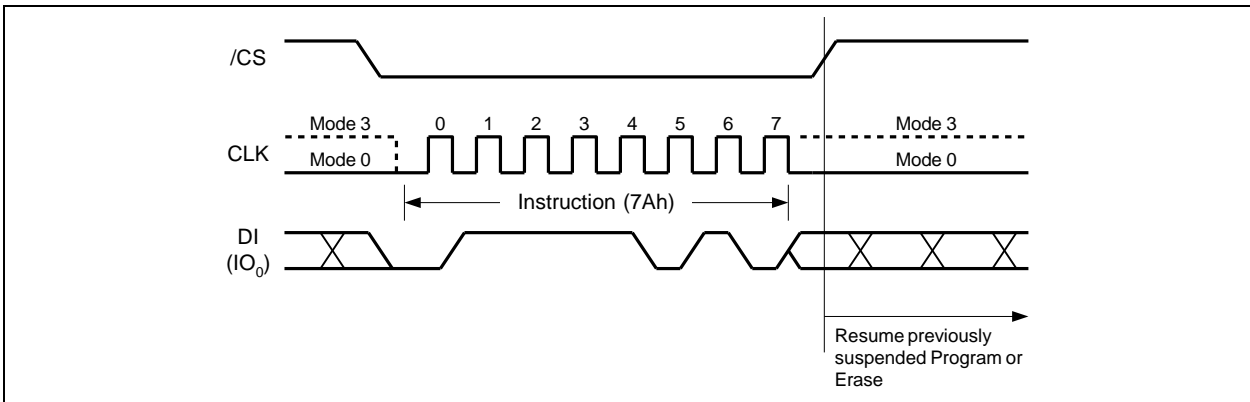 /CS
Mode 3 0 1 2 3 4 5 6 7 Mode 3
CLK
Mode 0 Mode 0
Instruction (7Ah)
DI
(IO0)
Resume previously
suspended Program or
Erase